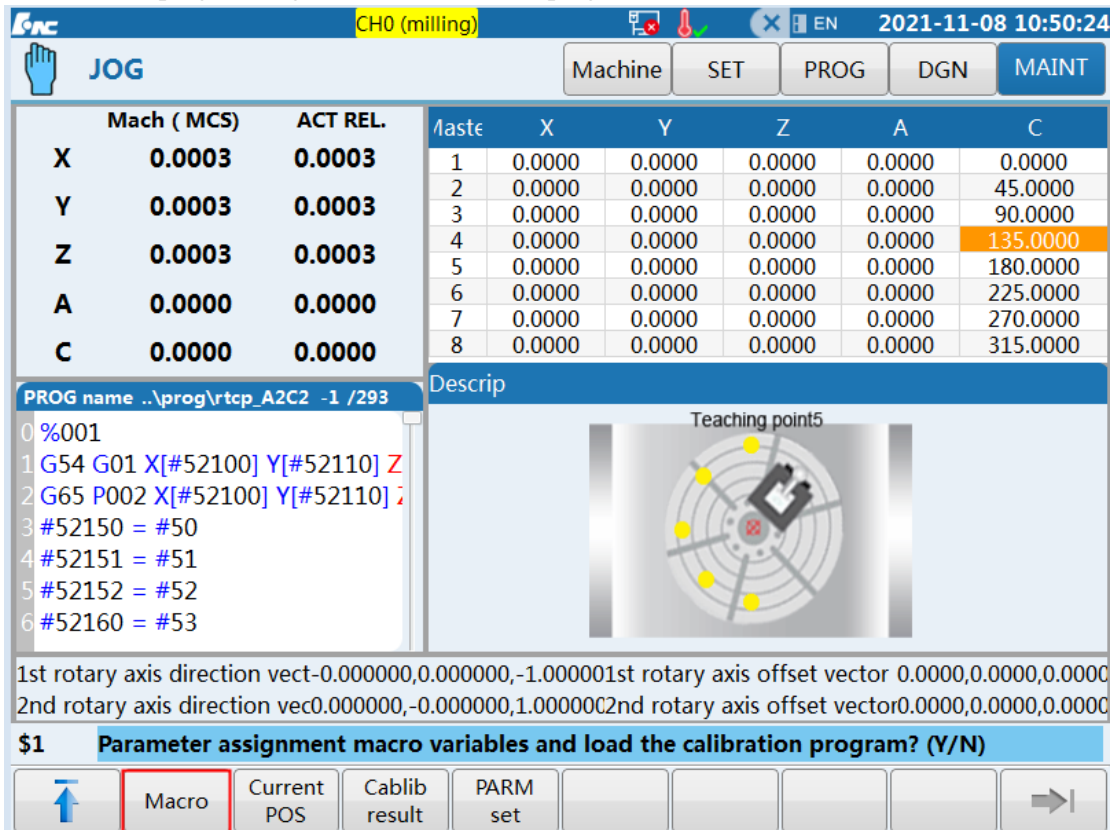 CH0 (milling) EN 2021-11-08 10:50:24
JOG Machine SET PROG DGN MAINT
Mach ( MCS) ACT REL.
X 0.0003 0.0003
Y 0.0003 0.0003
Z 0.0003 0.0003
A 0.0000 0.0000
C 0.0000 0.0000
Maste X Y Z A C
1 0.0000 0.0000 0.0000 0.0000 0.0000
2 0.0000 0.0000 0.0000 0.0000 45.0000
3 0.0000 0.0000 0.0000 0.0000 90.0000
4 0.0000 0.0000 0.0000 0.0000 135.0000
5 0.0000 0.0000 0.0000 0.0000 180.0000
6 0.0000 0.0000 0.0000 0.0000 225.0000
7 0.0000 0.0000 0.0000 0.0000 270.0000
8 0.0000 0.0000 0.0000 0.0000 315.0000
PROG name ..\prog\rtcp_A2C2 -1 /293
0 %001
1 G54 G01 X[#52100] Y[#52110] Z
2 G65 P002 X[#52100] Y[#52110] Z
3 #52150 = #50
4 #52151 = #51
5 #52152 = #52
6 #52160 = #53
Descrip
Teaching point5
1st rotary axis direction vect-0.000000,0.000000,-1.000001st rotary axis offset vector 0.0000,0.0000,0.0000
2nd rotary axis direction vec0.000000,-0.000000,1.0000002nd rotary axis offset vector0.0000,0.0000,0.0000
$1 Parameter assignment macro variables and load the calibration program? (Y/N)
Macro
Current POS
Cablib result
PARM set